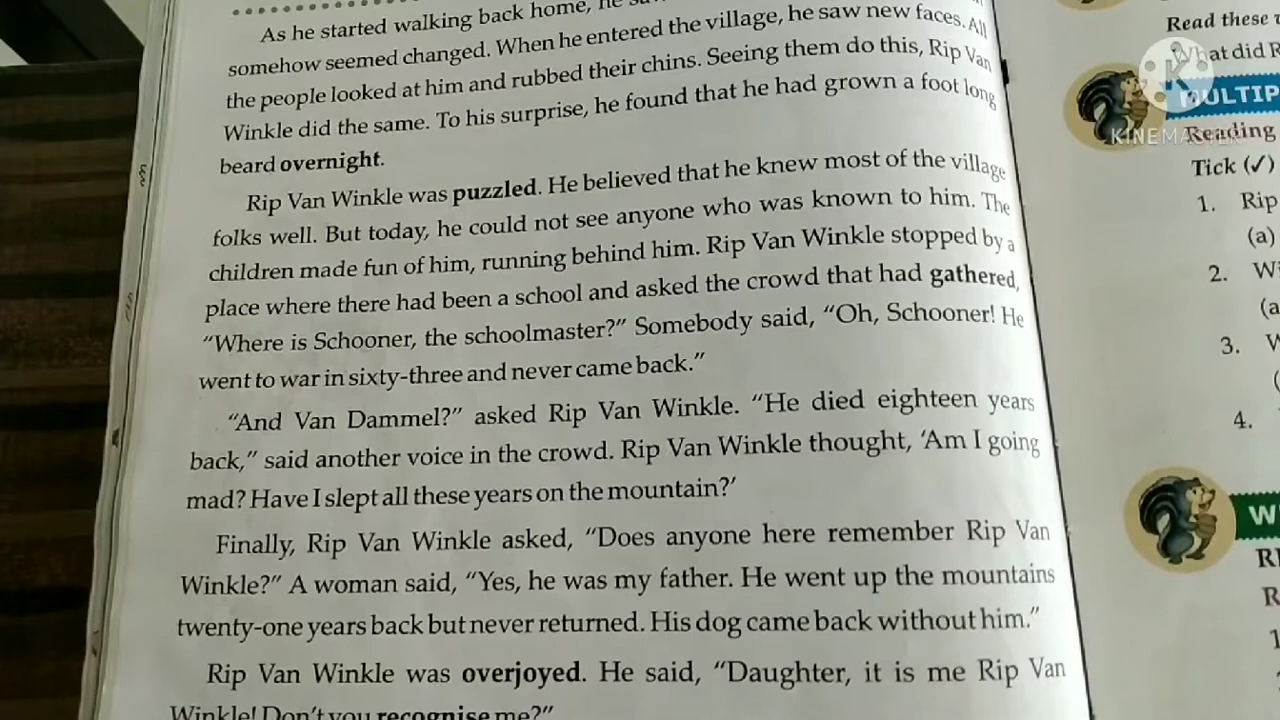 As he started walking back home, he
somehow seemed changed. When he entered the village, he saw new faces. All
the people looked at him and rubbed their chins. Seeing them do this, Rip Van
Winkle did the same. To his surprise, he found that he had grown a foot long
beard overnight.
Rip Van Winkle was puzzled. He believed that he knew most of the village
folks well. But today, he could not see anyone who was known to him. The
children made fun of him, running behind him. Rip Van Winkle stopped by a
place where there had been a school and asked the crowd that had gathered,
“Where is Schooner, the schoolmaster?” Somebody said, “Oh, Schooner! He
went to war in sixty-three and never came back.”
“And Van Dammel?” asked Rip Van Winkle. “He died eighteen years
back,” said another voice in the crowd. Rip Van Winkle thought, ‘Am I going
mad? Have I slept all these years on the mountain?’
Finally, Rip Van Winkle asked, “Does anyone here remember Rip Van
Winkle?” A woman said, “Yes, he was my father. He went up the mountains
twenty-one years back but never returned. His dog came back without him.”
Rip Van Winkle was overjoyed. He said, “Daughter, it is me Rip Van
Winkle! Don’t you recognise me?”
Read these
What did R
MULTIP
KINEMASTER
Reading
Tick (✓)
1. Rip
(a)
2. Wi
(a
3. W
(
4.
W
RI
R
1